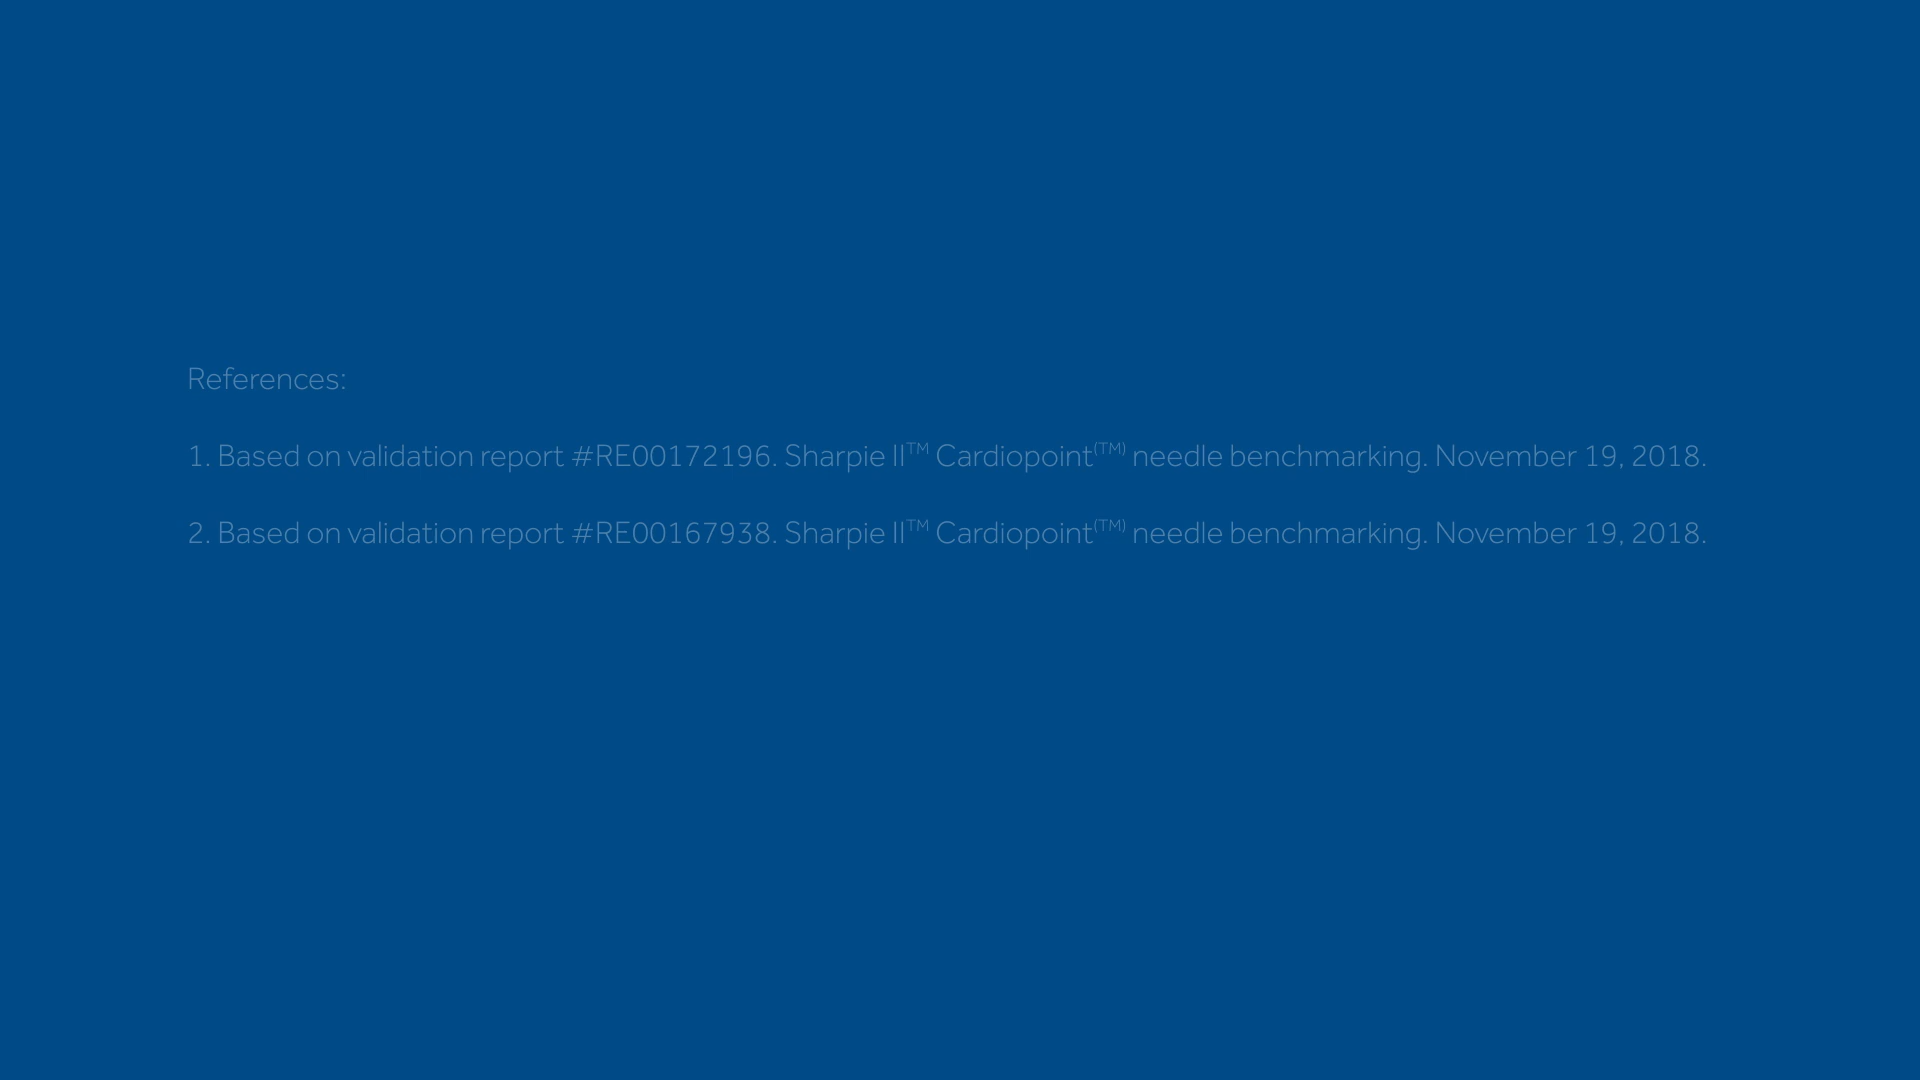 References:
1. Based on validation report #RE00172196. Sharpie II™ Cardiopoint(™) needle benchmarking. November 19, 2018.
2. Based on validation report #RE00167938. Sharpie II™ Cardiopoint(™) needle benchmarking. November 19, 2018.